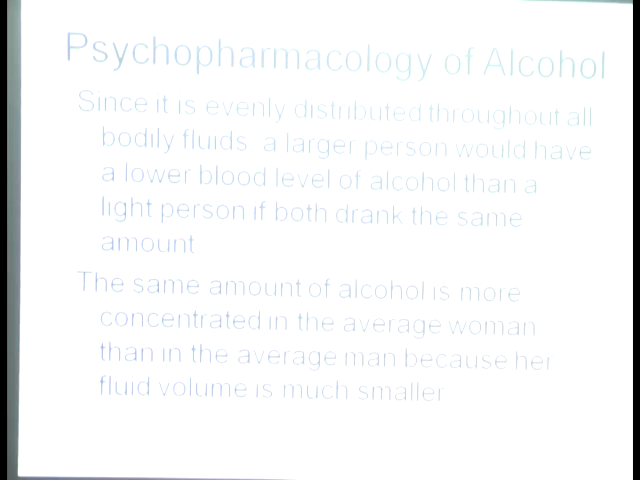 Psychopharmacology of Alcohol
Since it is evenly distributed throughout all
bodily fluids a larger person would have
a lower blood level of alcohol than a
light person if both drank the same
amount
The same amount of alcohol is more
concentrated in the average woman
than in the average man because her
fluid volume is much smaller